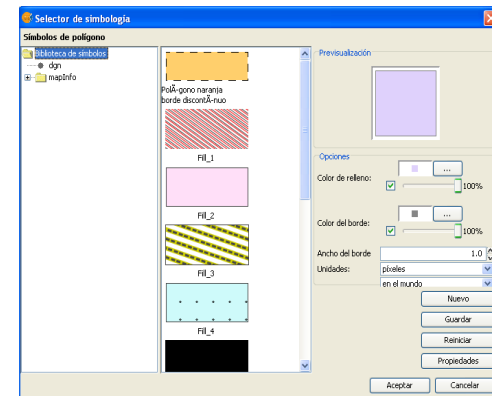 Selector de simbología
Símbolos de polígono
Biblioteca de símbolos
dgn
mapInfo
PolÃ-gono naranja
borde discontÃ-nuo
Fill_1
Fill_2
Fill_3
Fill_4
Previsualización
Opciones
Color de relleno:
...
100%
Color del borde:
...
100%
Ancho del borde
1.0
Unidades:
píxeles
en el mundo
Nuevo
Guardar
Reiniciar
Propiedades
Aceptar
Cancelar